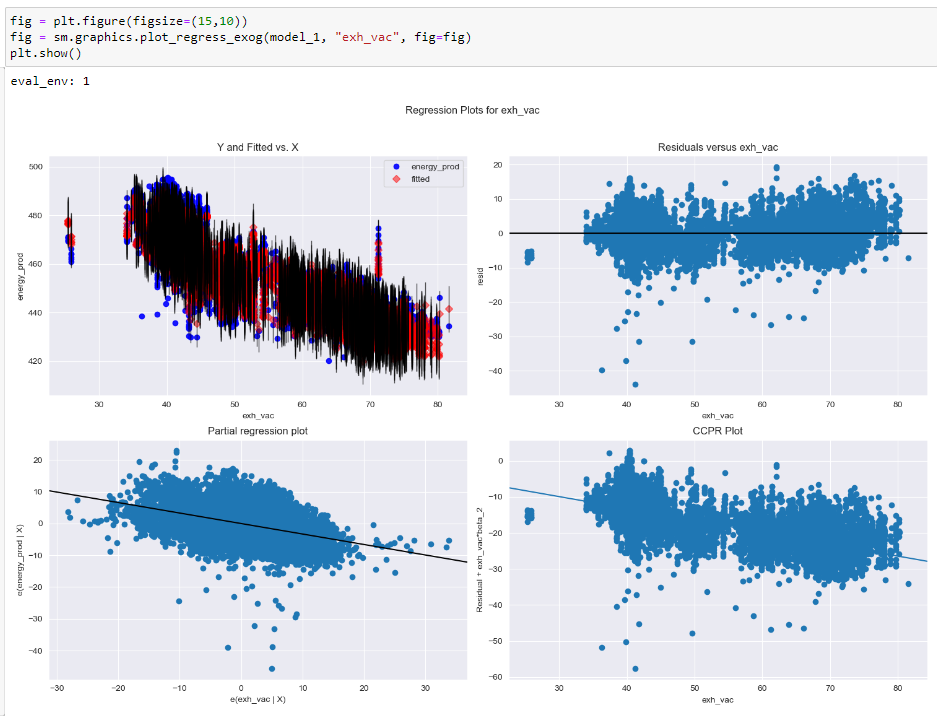 fig = plt.figure(figsize=(15,10))
fig = sm.graphics.plot_regress_exog(model_1, "exh_vac", fig=fig)
plt.show()
eval_env: 1
Regression Plots for exh_vac
Y and Fitted vs. X
energy_prod
fitted
500
480
460
440
420
energy_prod
30 40 50 60 70 80
exh_vac
Residuals versus exh_vac
20
10
0
−10
−20
−30
−40
resid
30 40 50 60 70 80
exh_vac
Partial regression plot
20
10
0
−10
−20
−30
−40
e(energy_prod | X)
−30 −20 −10 0 10 20 30
e(exh_vac | X)
CCPR Plot
0
−10
−20
−30
−40
−50
−60
Residual + exh_vac*beta_2
30 40 50 60 70 80
exh_vac